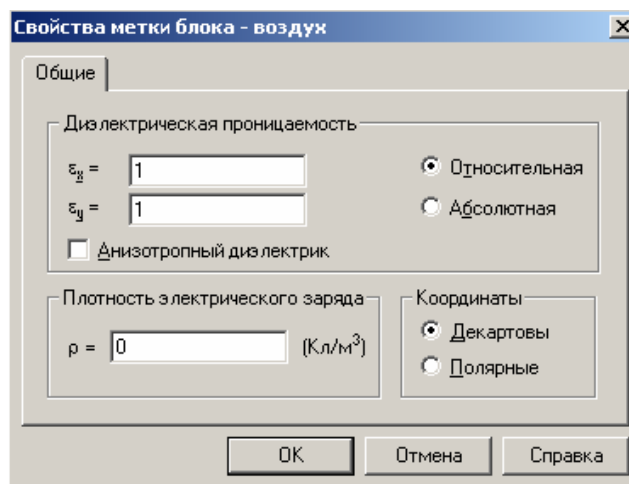 Свойства метки блока - воздух
Общие
Диэлектрическая проницаемость
εx = 1
Относительная
εy = 1
Абсолютная
Анизотропный диэлектрик
Плотность электрического заряда
ρ = 0 (Кл/м³)
Координаты
Декартовы
Полярные
OK Отмена Справка